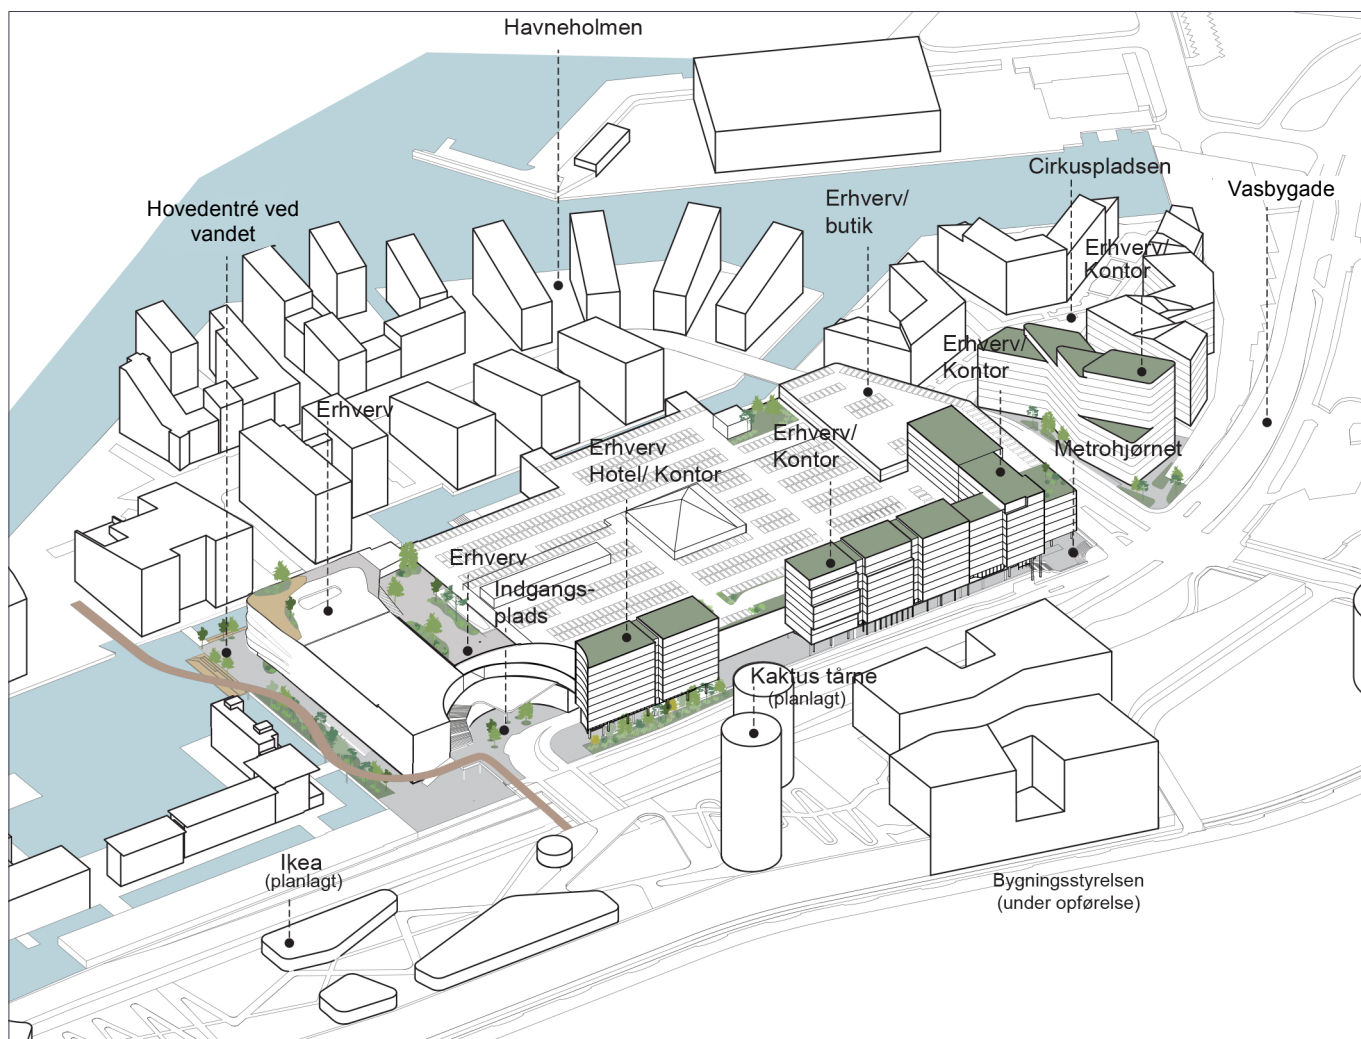 Havneholmen
Cirkuspladsen
Vasbygade
Hovedentré ved
vandet
Erhverv/
butik
Erhverv/
Kontor
Erhverv/
Kontor
Erhverv
Erhverv
Hotel/ Kontor
Erhverv/
Kontor
Metrohjørnet
Erhverv
Indgangs-
plads
Kaktus tårne
(planlagt)
Ikea
(planlagt)
Bygningsstyrelsen
(under opførelse)